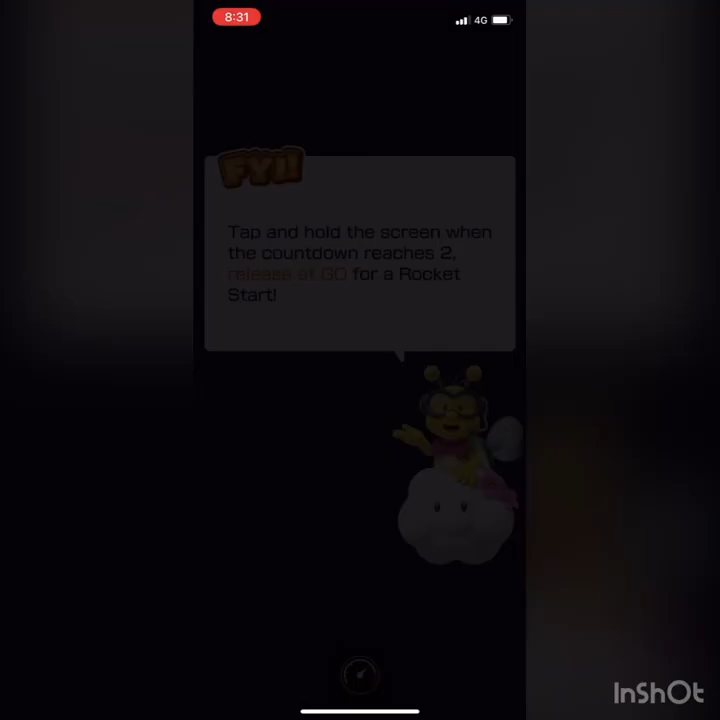 8:31
4G
FYI!
Tap and hold the screen when
the countdown reaches 2,
release at GO for a Rocket
Start!
InShOt